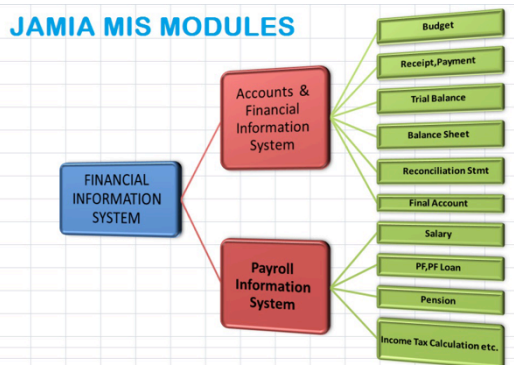 JAMIA MIS MODULES
FINANCIAL
INFORMATION
SYSTEM
Accounts &
Financial
Information
System
Budget
Receipt,Payment
Trial Balance
Balance Sheet
Reconciliation Stmt
Final Account
Payroll
Information
System
Salary
PF,PF Loan
Pension
Income Tax Calculation etc.